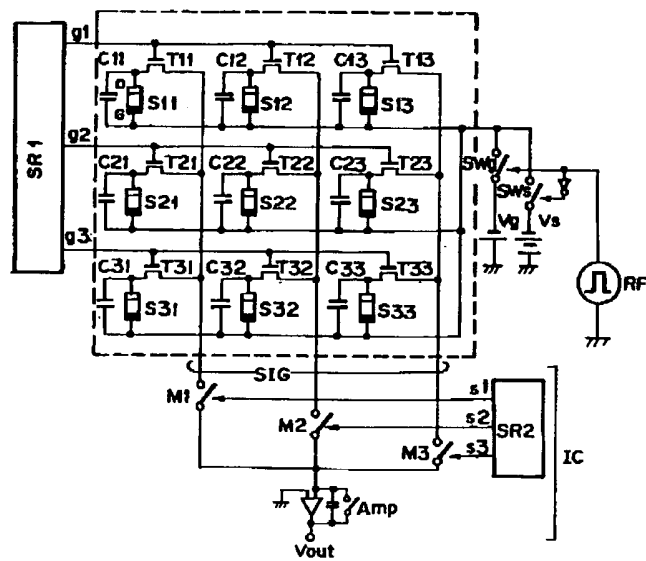 g1
C11 T11 C12 T12 C13 T13
D
G
S11 S12 S13
SR1
g2
C21 T21 C22 T22 C23 T23
SWg
SWs
S21 S22 S23
Vg Vs
g3
C31 T31 C32 T32 C33 T33
RF
S31 S32 S33
SIG
M1
s1
M2
s2
SR2
M3
s3
IC
Amp
Vout